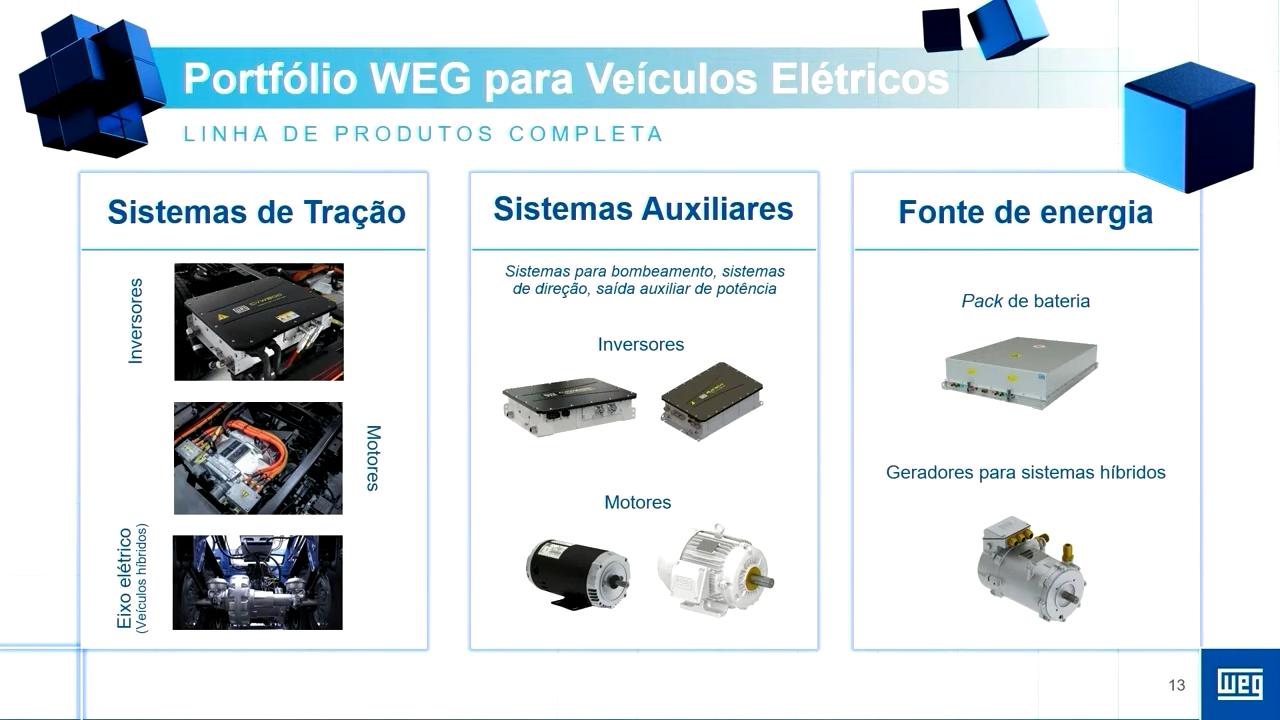 Portfólio WEG para Veículos Elétricos
LINHA DE PRODUTOS COMPLETA
Sistemas de Tração
Inversores
Motores
Eixo elétrico
(Veículos híbridos)
Sistemas Auxiliares
Sistemas para bombeamento, sistemas
de direção, saída auxiliar de potência
Inversores
Motores
Fonte de energia
Pack de bateria
Geradores para sistemas híbridos
13
weg